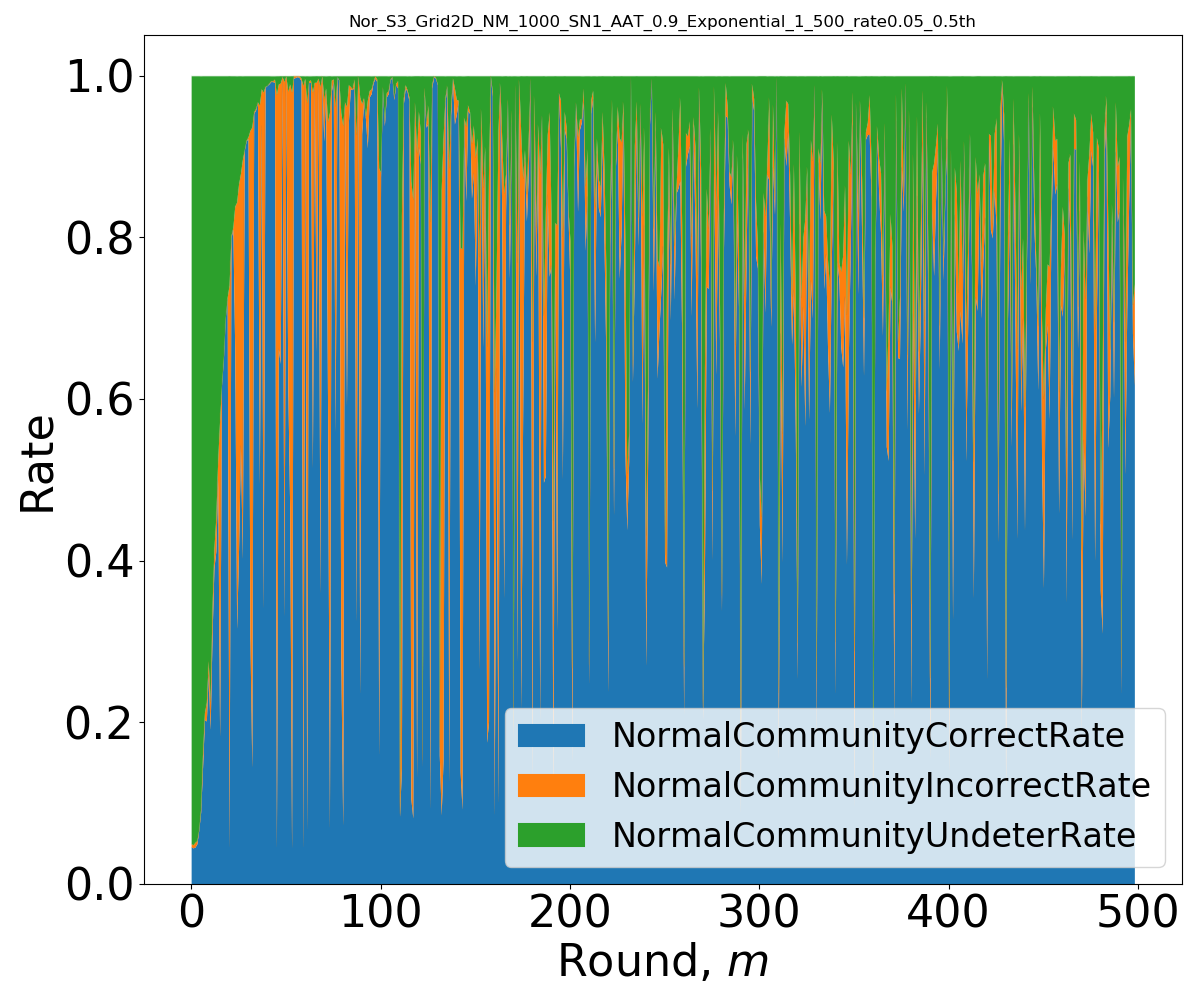 Nor_S3_Grid2D_NM_1000_SN1_AAT_0.9_Exponential_1_500_rate0.05_0.5th
1.0
0.8
0.6
0.4
0.2
0.0
Rate
NormalCommunityCorrectRate
NormalCommunityIncorrectRate
NormalCommunityUndeterRate
0 100 200 300 400 500
Round, m